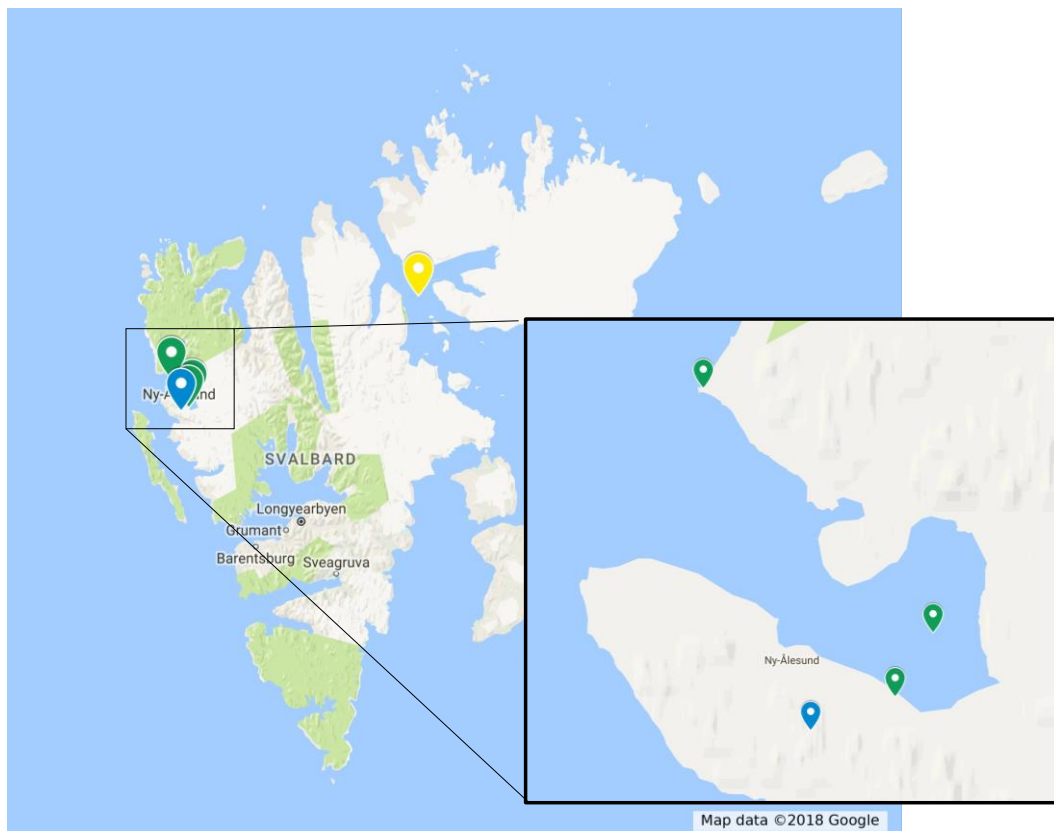 Ny-Ålesund
SVALBARD
Longyearbyen
Grumant
Barentsburg
Sveagruva
Ny-Ålesund
Map data ©2018 Google